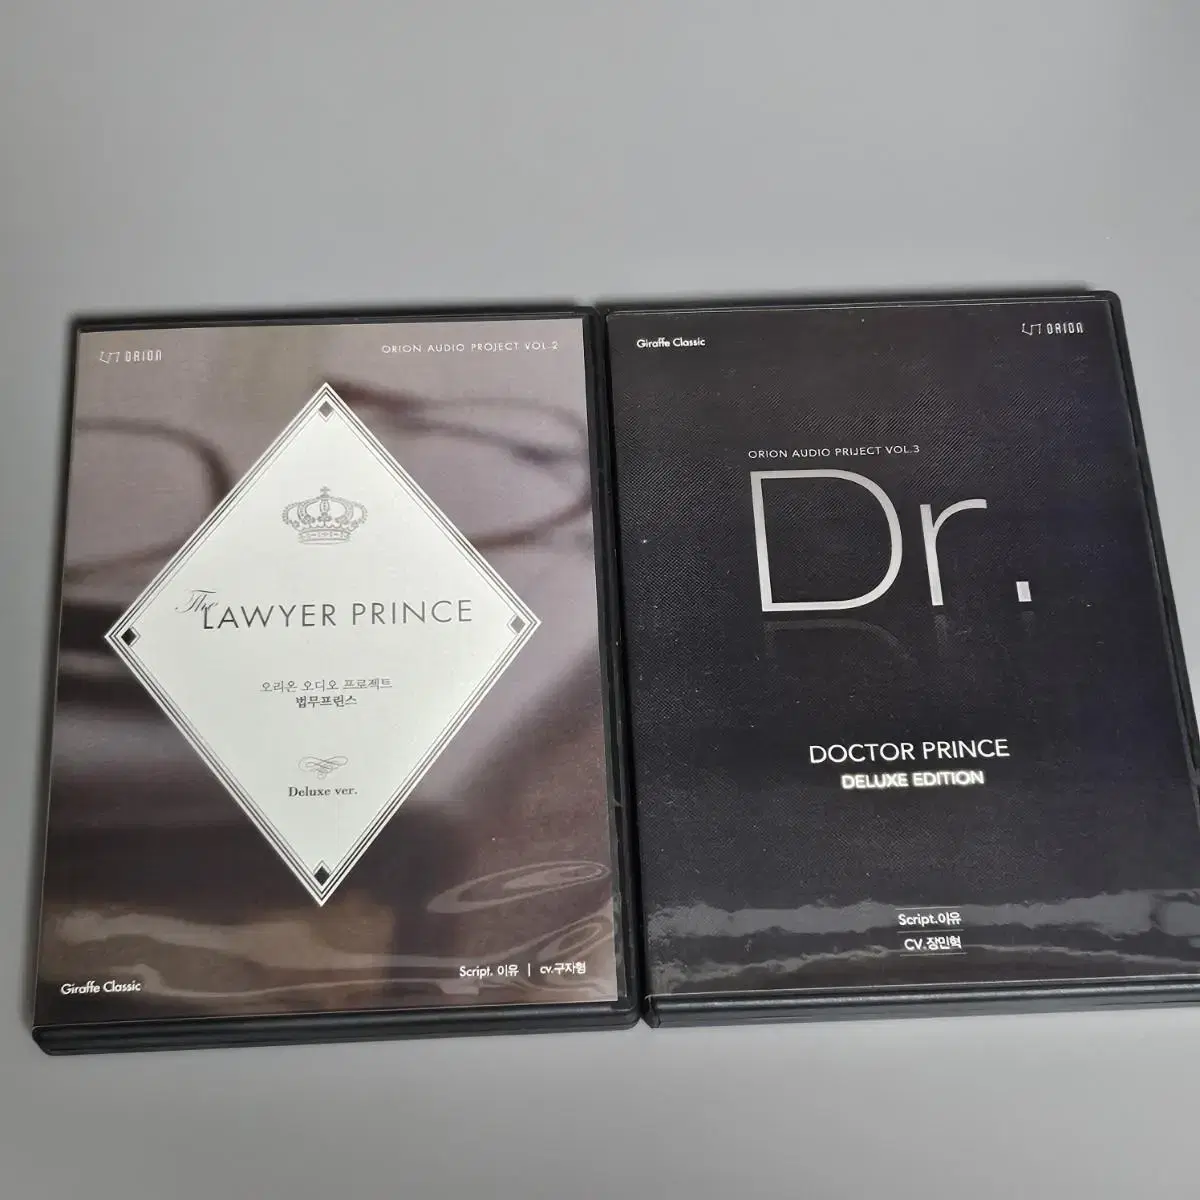 ORION
ORION AUDIO PROJECT VOL.2
The
LAWYER PRINCE
오리온 오디오 프로젝트
법무프린스
Deluxe ver.
Giraffe Classic
Script. 이유 | cv.구자형
Giraffe Classic
ORION
ORION AUDIO PRIJECT VOL.3
Dr.
DOCTOR PRINCE
DELUXE EDITION
Script.이유
CV.장민혁